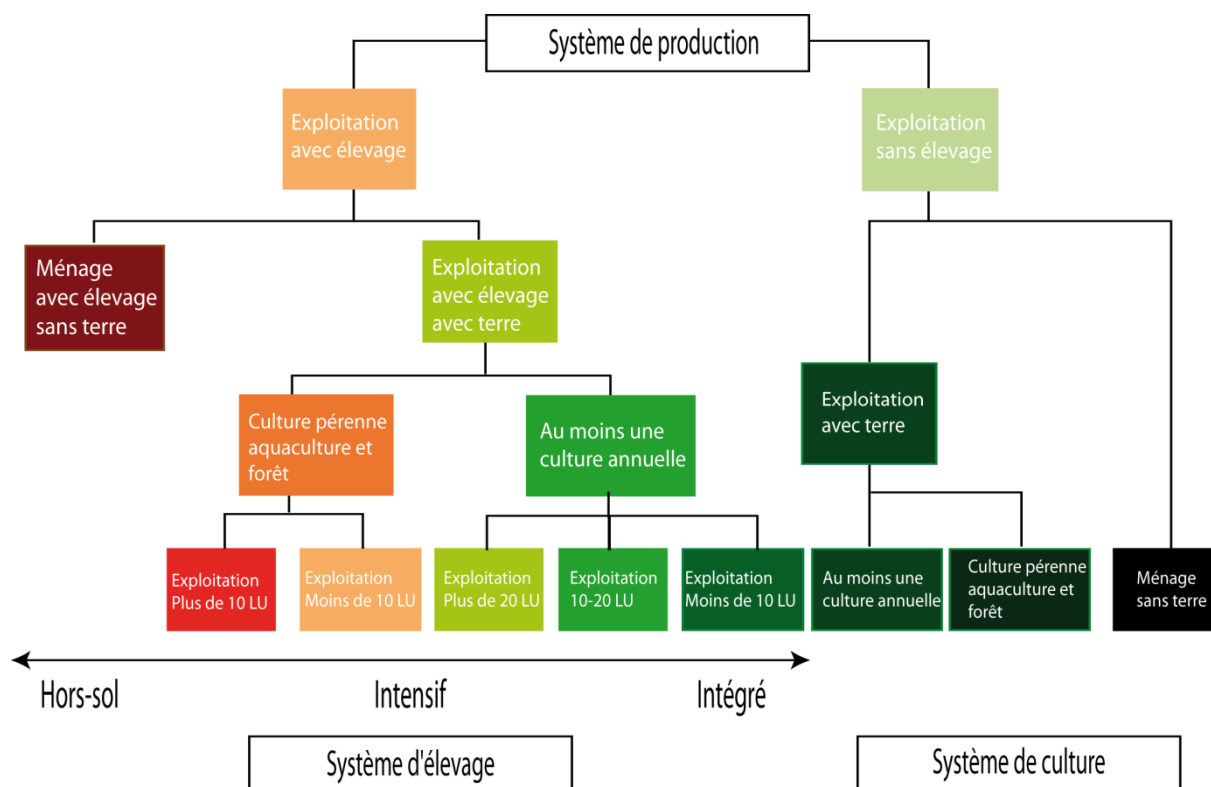 Système de production
Exploitation
avec élevage
Exploitation
sans élevage
Ménage
avec élevage
sans terre
Exploitation
avec élevage
avec terre
Exploitation
avec terre
Culture pérenne
aquaculture et
forêt
Au moins une
culture annuelle
Exploitation
Plus de 10 LU
Exploitation
Moins de 10 LU
Exploitation
Plus de 20 LU
Exploitation
10-20 LU
Exploitation
Moins de 10 LU
Au moins une
culture annuelle
Culture pérenne
aquaculture et
forêt
Ménage
sans terre
Hors-sol
Intensif
Intégré
Système d'élevage
Système de culture